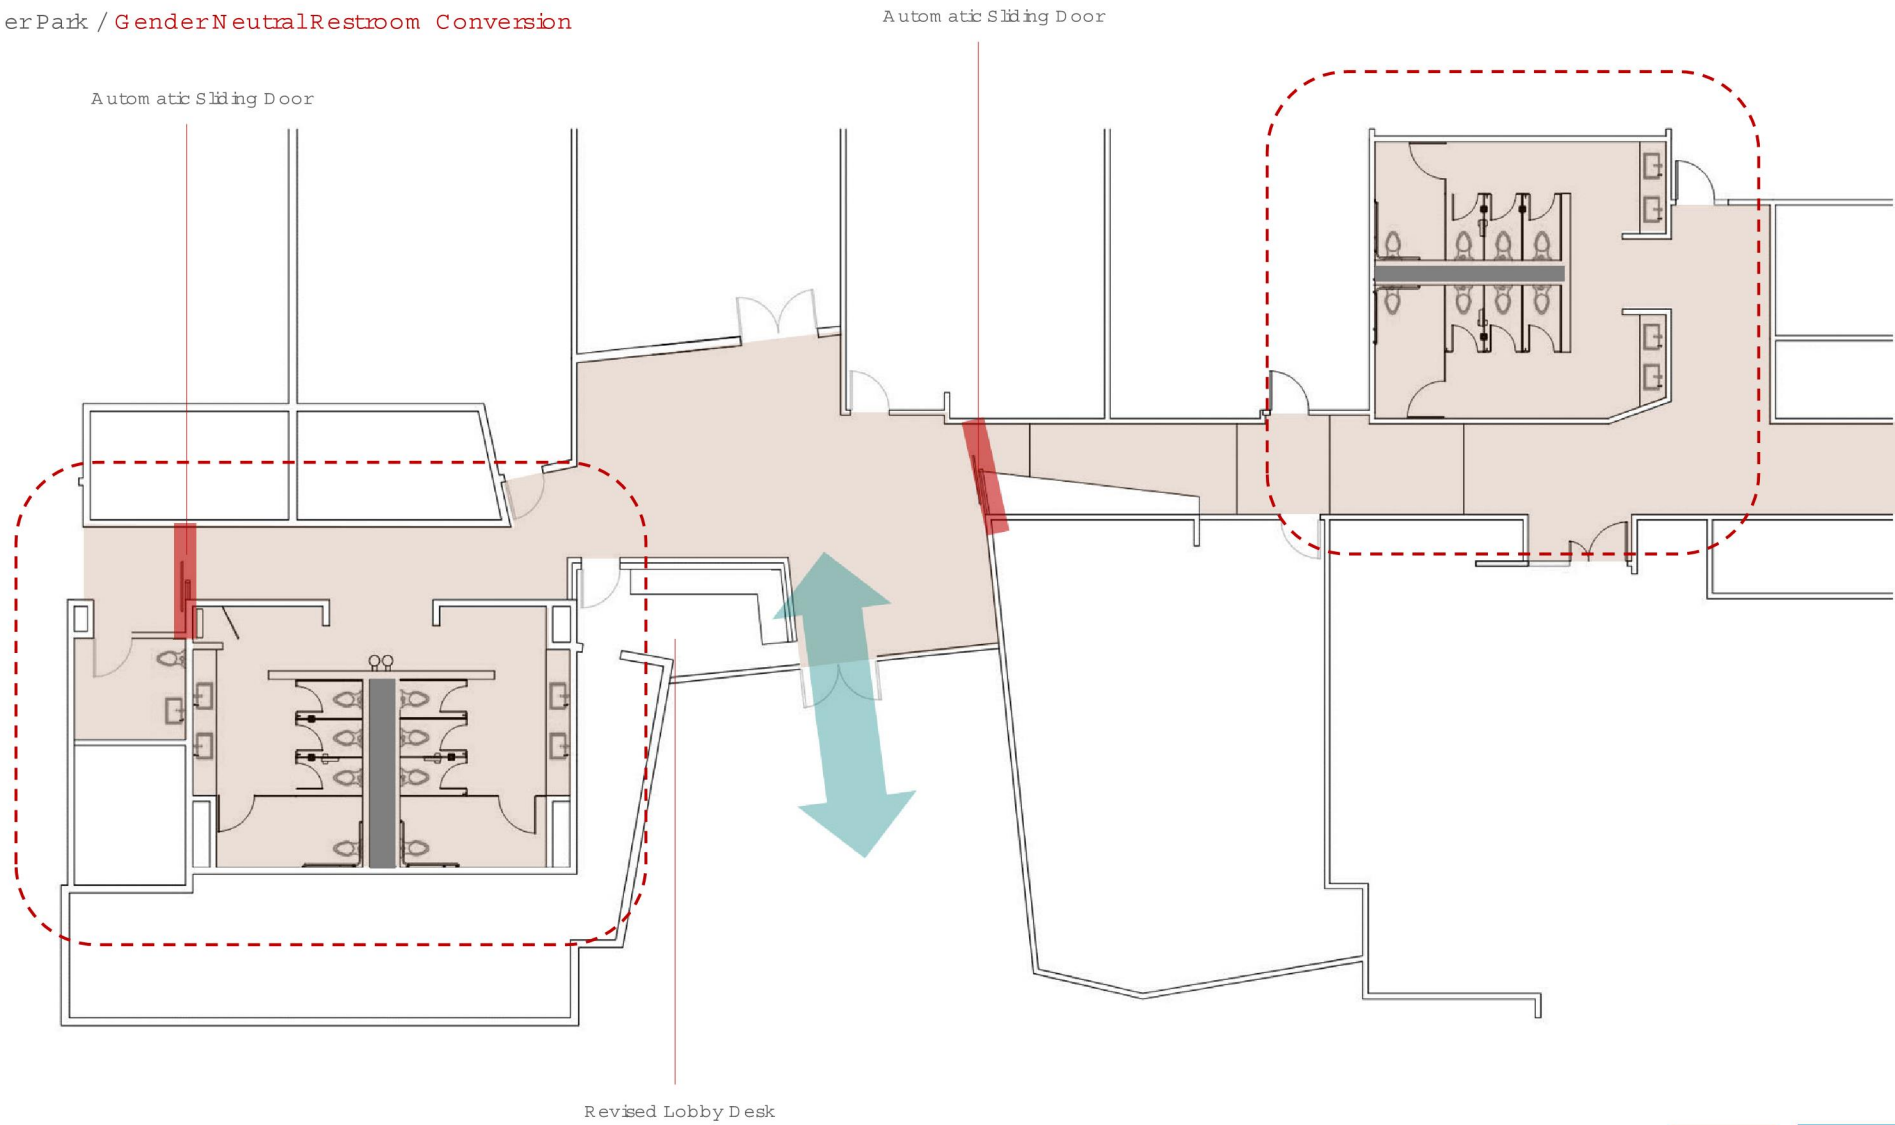 er Park / Gender Neutral Restroom Conversion
Automatic Sliding Door
Automatic Sliding Door
Revised Lobby Desk